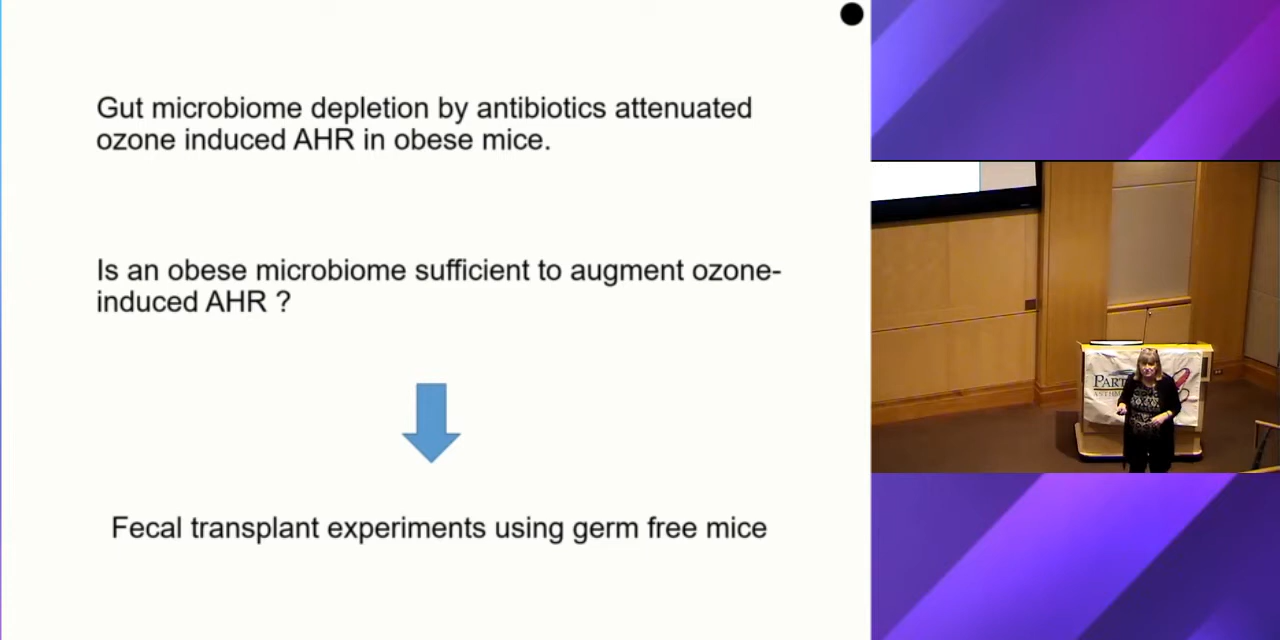 Gut microbiome depletion by antibiotics attenuated
ozone induced AHR in obese mice.
Is an obese microbiome sufficient to augment ozone-
induced AHR ?
Fecal transplant experiments using germ free mice